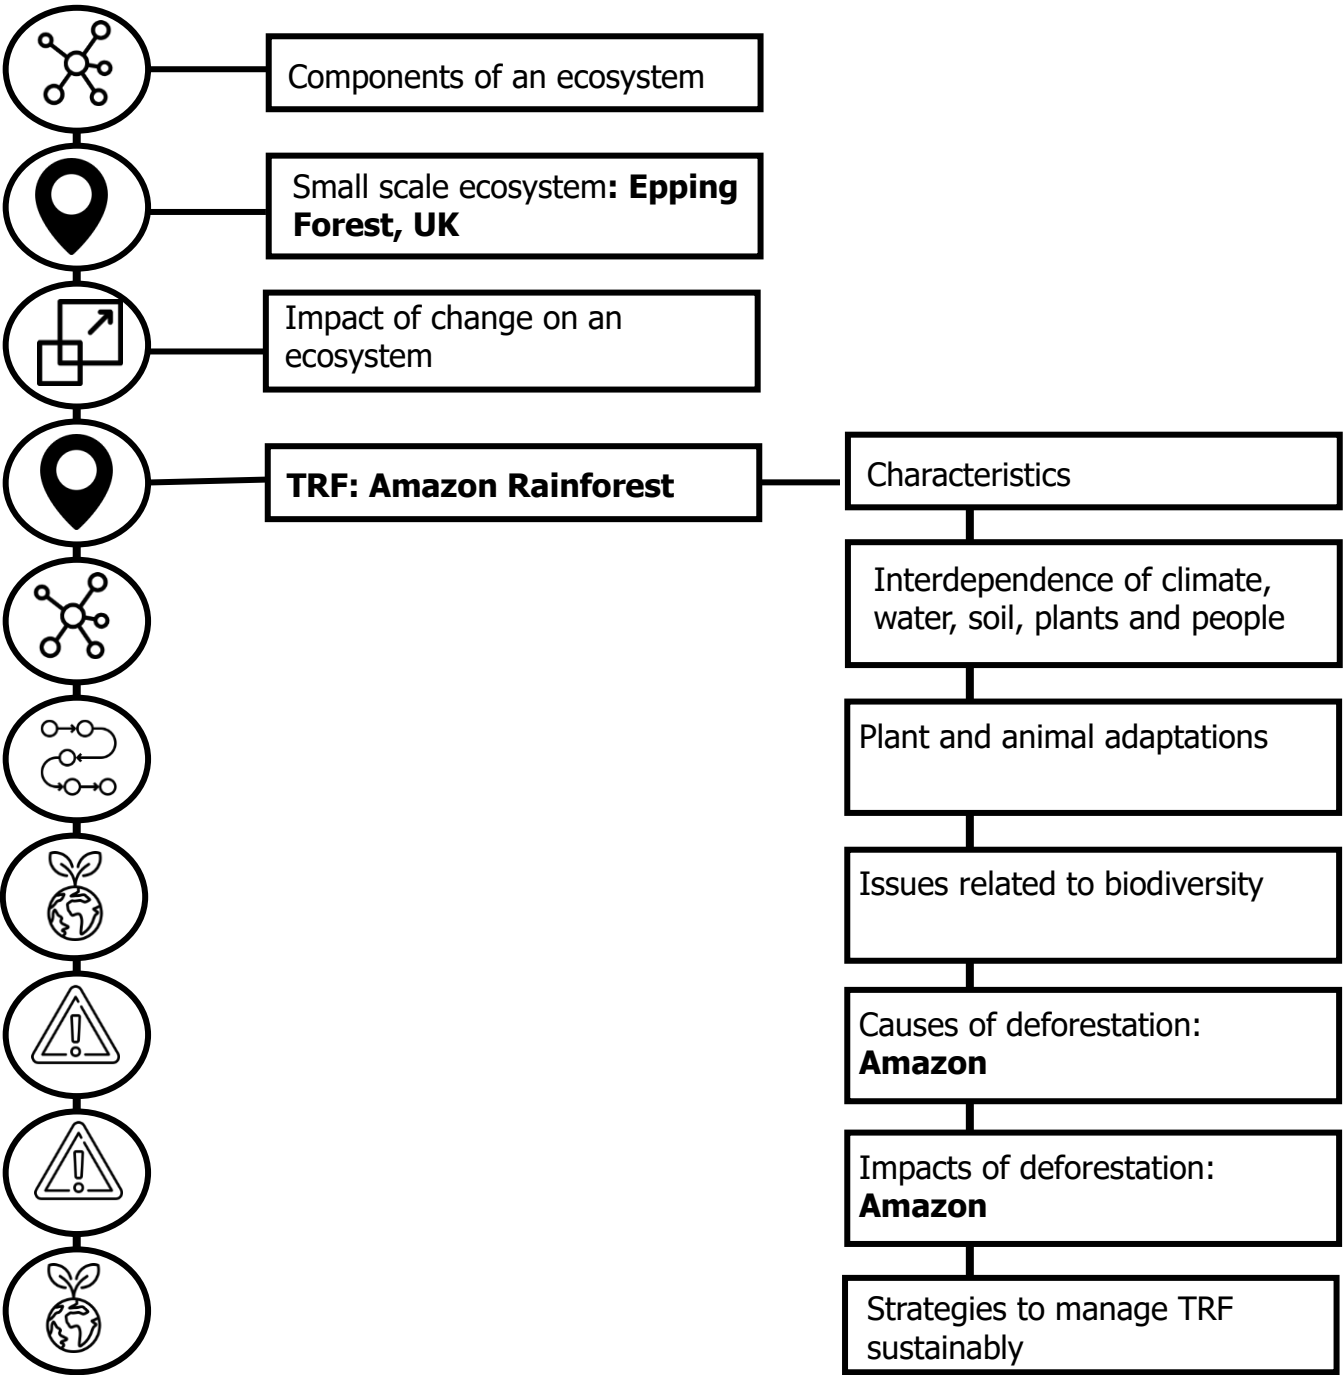 Components of an ecosystem
Small scale ecosystem: Epping
Forest, UK
Impact of change on an
ecosystem
TRF: Amazon Rainforest
Characteristics
Interdependence of climate,
water, soil, plants and people
Plant and animal adaptations
Issues related to biodiversity
Causes of deforestation:
Amazon
Impacts of deforestation:
Amazon
Strategies to manage TRF
sustainably